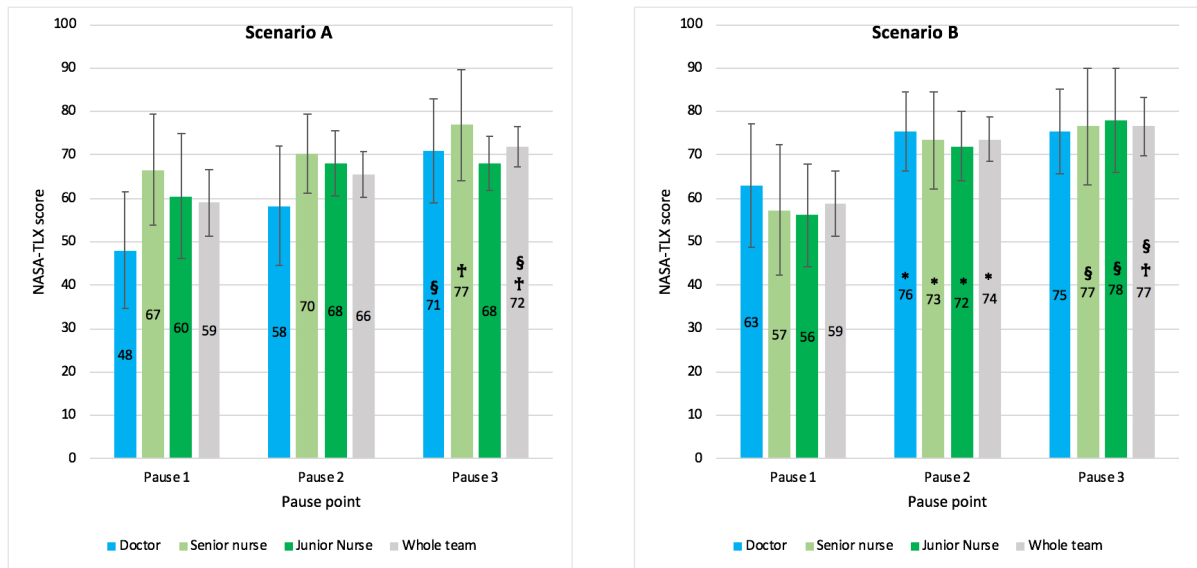 Scenario A
NASA-TLX score
100
90
80
70
60
50
40
30
20
10
0
§ † § †
48 67 60 59 58 70 68 66 71 77 68 72
Pause 1 Pause 2 Pause 3
Pause point
Doctor Senior nurse Junior Nurse Whole team
Scenario B
NASA-TLX score
100
90
80
70
60
50
40
30
20
10
0
* * * * § § § †
63 57 56 59 76 73 72 74 75 77 78 77
Pause 1 Pause 2 Pause 3
Pause point
Doctor Senior nurse Junior Nurse Whole team